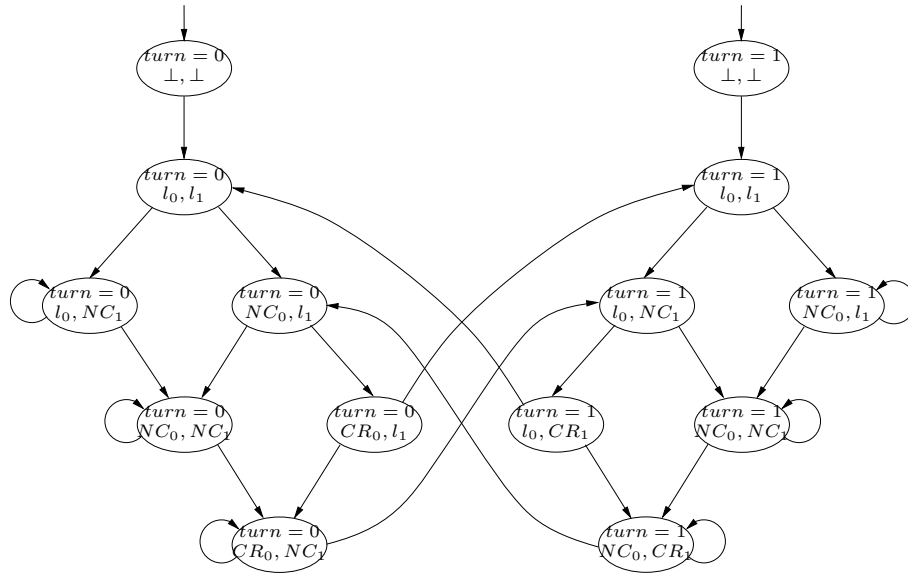 turn = 0
⊥, ⊥
turn = 1
⊥, ⊥
turn = 0
l₀, l₁
turn = 1
l₀, l₁
turn = 0
l₀, NC₁
turn = 0
NC₀, l₁
turn = 1
l₀, NC₁
turn = 1
NC₀, l₁
turn = 0
NC₀, NC₁
turn = 0
CR₀, l₁
turn = 1
l₀, CR₁
turn = 1
NC₀, NC₁
turn = 0
CR₀, NC₁
turn = 1
NC₀, CR₁